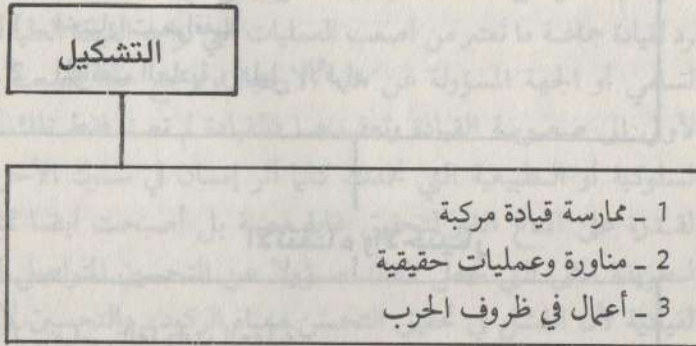 التشكيل
1 ـ ممارسة قيادة مركبة
2 ـ مناورة وعمليات حقيقية
3 ـ أعمال في ظروف الحرب